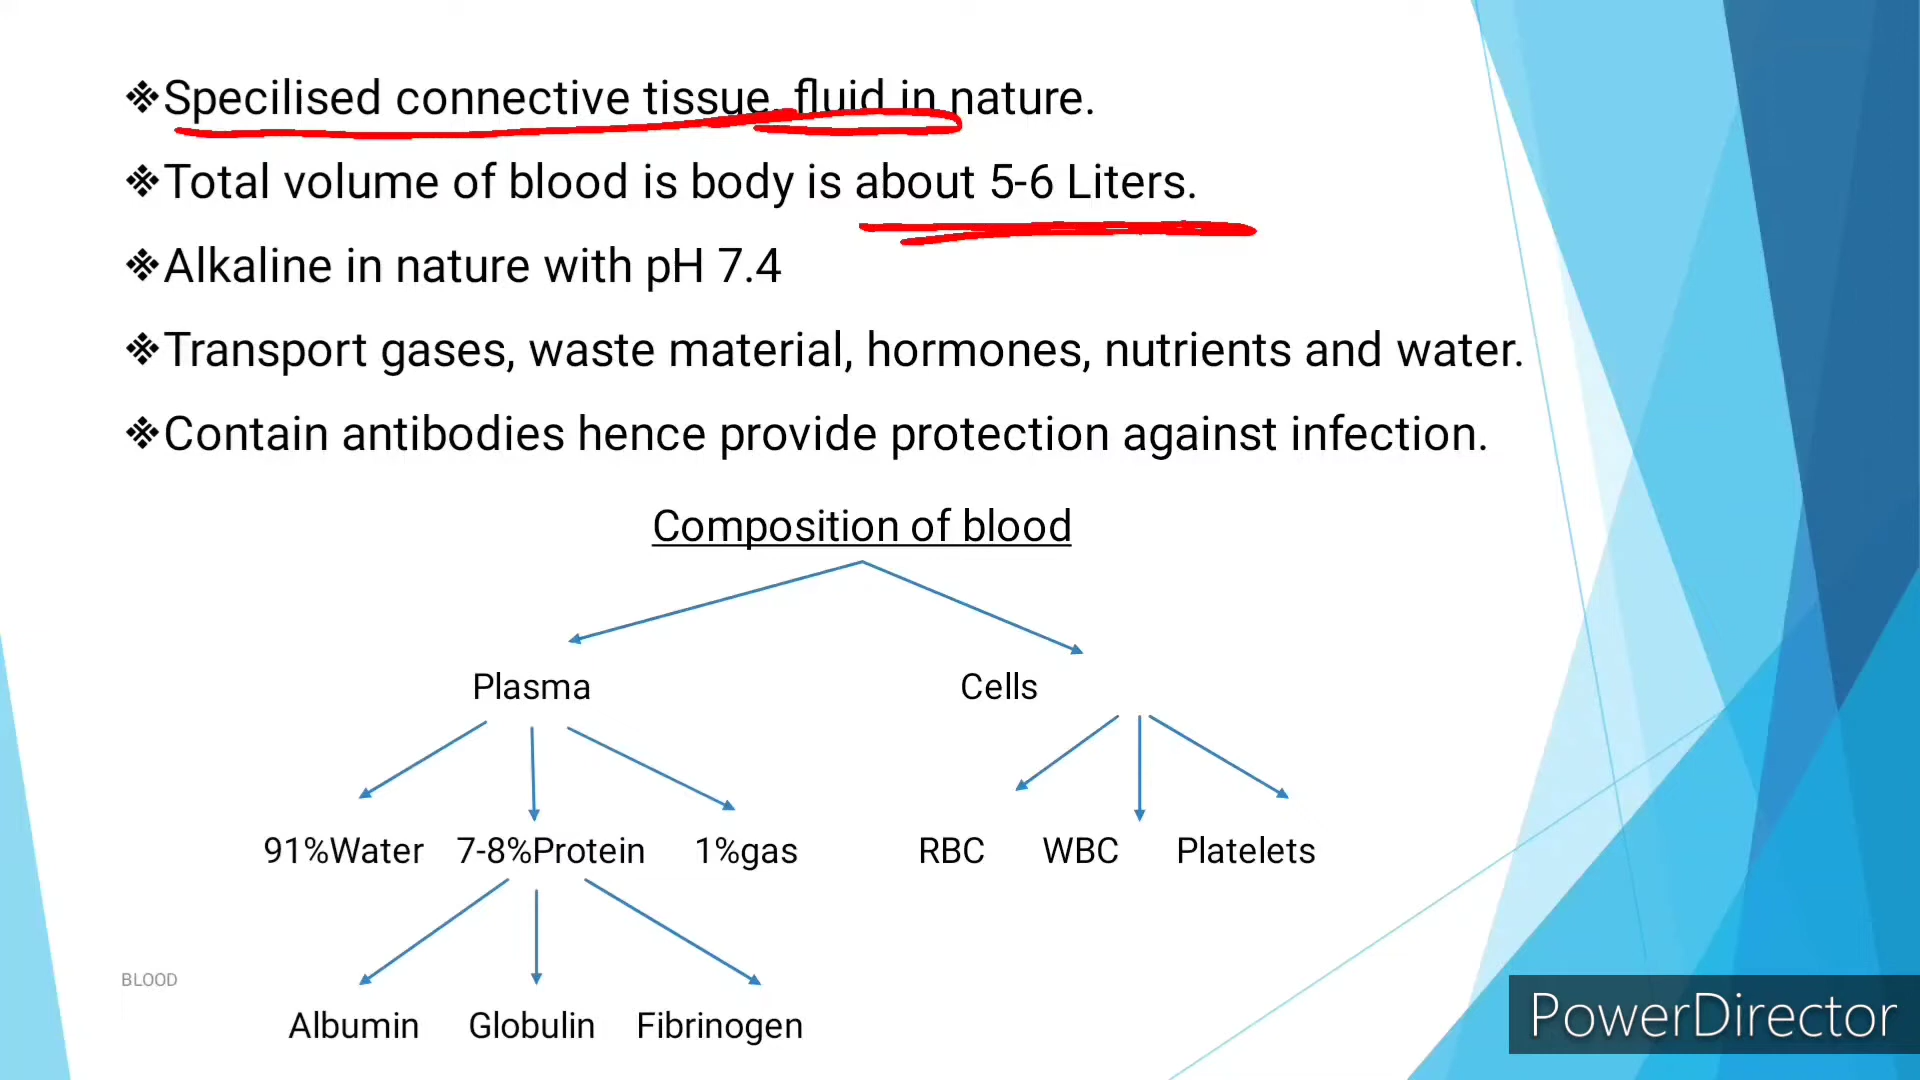 ❖Specilised connective tissue, fluid in nature.
❖Total volume of blood is body is about 5-6 Liters.
❖Alkaline in nature with pH 7.4
❖Transport gases, waste material, hormones, nutrients and water.
❖Contain antibodies hence provide protection against infection.
Composition of blood
Plasma Cells
91%Water 7-8%Protein 1%gas RBC WBC Platelets
Albumin Globulin Fibrinogen
BLOOD
PowerDirector